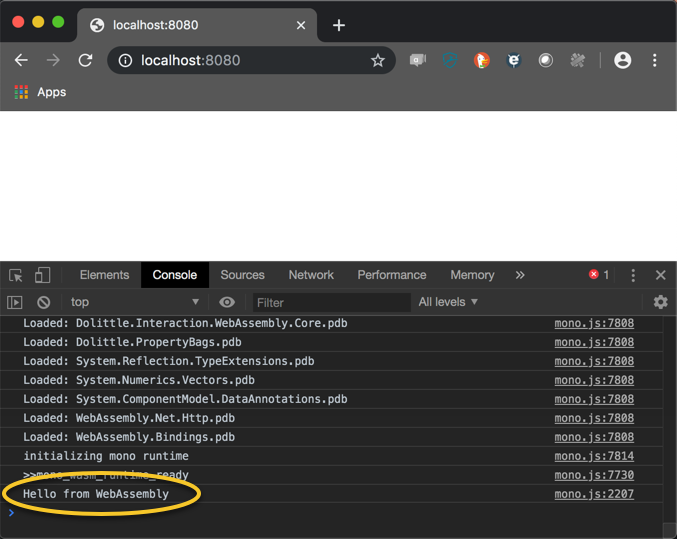 localhost:8080
localhost:8080
Apps
Elements Console Sources Network Performance Memory 1
top Filter All levels
Loaded: Dolittle.Interaction.WebAssembly.Core.pdb mono.js:7808
Loaded: Dolittle.PropertyBags.pdb mono.js:7808
Loaded: System.Reflection.TypeExtensions.pdb mono.js:7808
Loaded: System.Numerics.Vectors.pdb mono.js:7808
Loaded: System.ComponentModel.DataAnnotations.pdb mono.js:7808
Loaded: WebAssembly.Net.Http.pdb mono.js:7808
Loaded: WebAssembly.Bindings.pdb mono.js:7808
initializing mono runtime mono.js:7814
>>mono_wasm_runtime_ready mono.js:7730
Hello from WebAssembly mono.js:2207